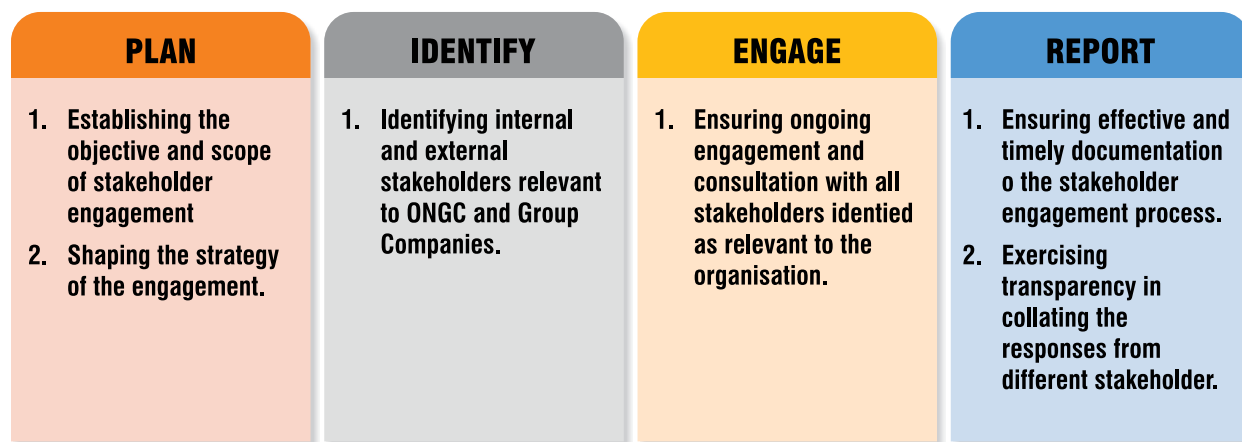 PLAN
1. Establishing the
objective and scope
of stakeholder
engagement
2. Shaping the strategy
of the engagement.
IDENTIFY
1. Identifying internal
and external
stakeholders relevant
to ONGC and Group
Companies.
ENGAGE
1. Ensuring ongoing
engagement and
consultation with all
stakeholders identied
as relevant to the
organisation.
REPORT
1. Ensuring effective and
timely documentation
o the stakeholder
engagement process.
2. Exercising
transparency in
collating the
responses from
different stakeholder.